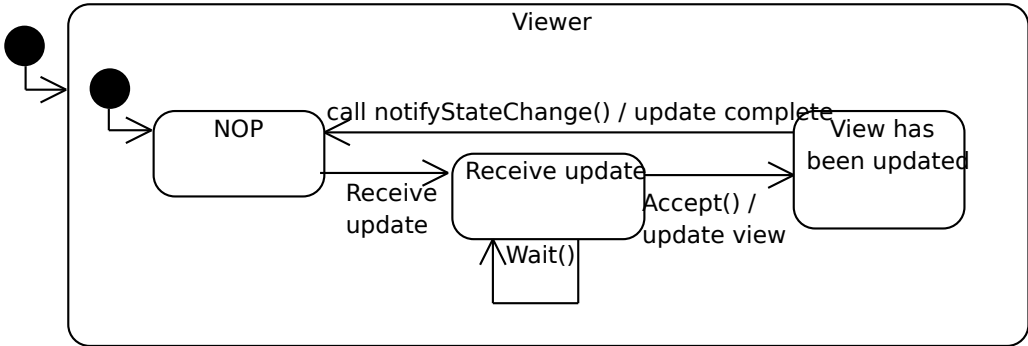 Viewer
call notifyStateChange() / update complete
NOP
View has
been updated
Receive update
Receive
update
Accept() /
update view
Wait()